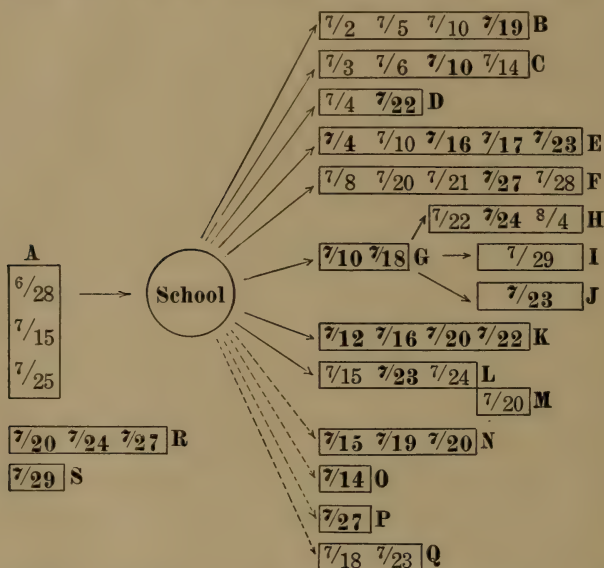 7/2 7/5 7/10 7/19 B
7/3 7/6 7/10 7/14 C
7/4 7/22 D
7/4 7/10 7/16 7/17 7/23 E
7/8 7/20 7/21 7/27 7/28 F
7/22 7/24 8/4 H
7/10 7/18 G
7/29 I
7/23 J
A
6/28
7/15
7/25
School
7/12 7/16 7/20 7/22 K
7/15 7/23 7/24 L
7/20 M
7/20 7/24 7/27 R
7/15 7/19 7/20 N
7/29 S
7/14 O
7/27 P
7/18 7/23 Q